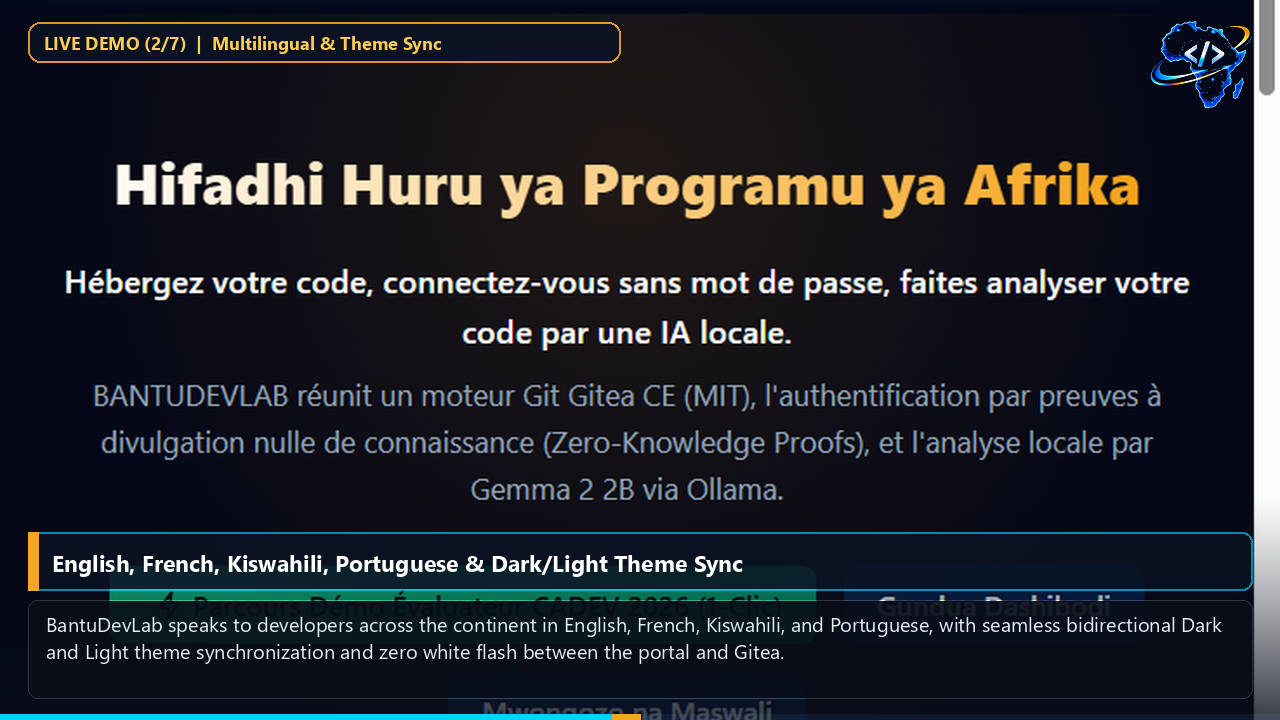 LIVE DEMO (2/7) | Multilingual & Theme Sync
</>
Hifadhi Huru ya Programu ya Afrika
Hébergez votre code, connectez-vous sans mot de passe, faites analyser votre
code par une IA locale.
BANTUDEVLAB réunit un moteur Git Gitea CE (MIT), l'authentification par preuves à
divulgation nulle de connaissance (Zero-Knowledge Proofs), et l'analyse locale par
Gemma 2 2B via Ollama.
English, French, Kiswahili, Portuguese & Dark/Light Theme Sync
Parcours Démo Évaluateur CADEV 2026 (1-Clic)
Gundua Dashibodi
BantuDevLab speaks to developers across the continent in English, French, Kiswahili, and Portuguese, with seamless bidirectional Dark
and Light theme synchronization and zero white flash between the portal and Gitea.
Mwongozo na Maswali